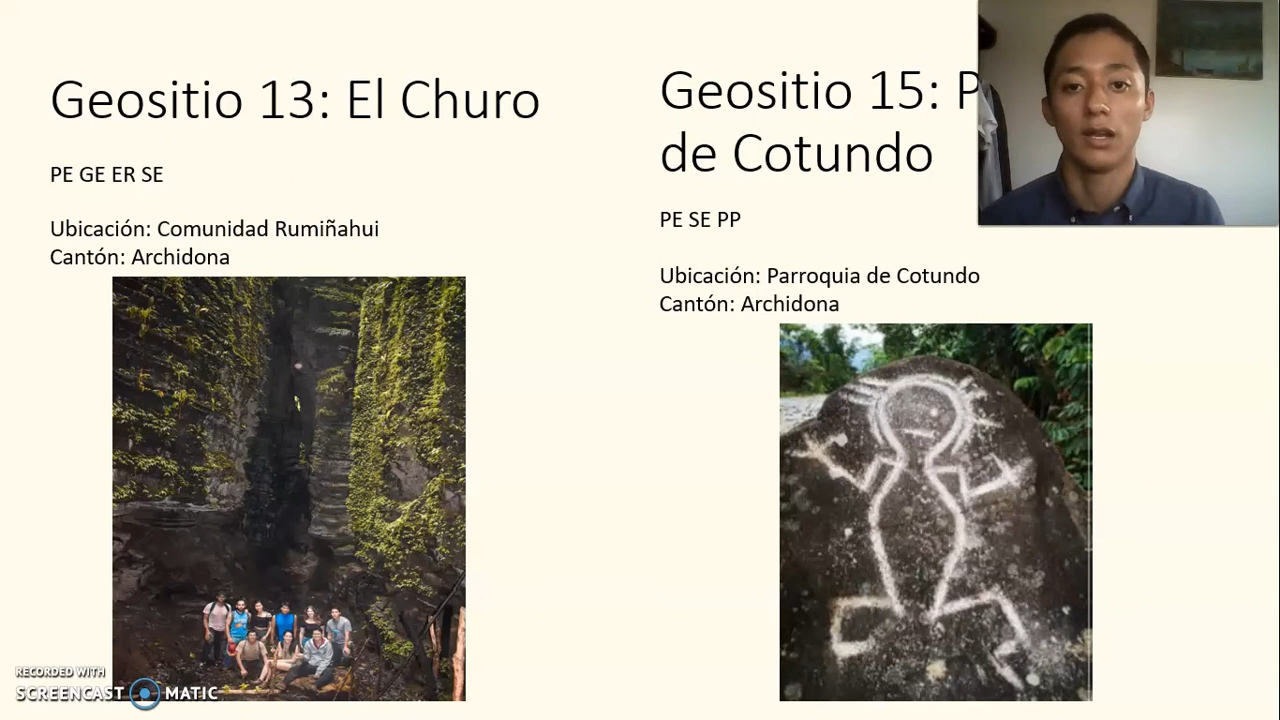 Geositio 13: El Churo
PE GE ER SE
Ubicación: Comunidad Rumiñahui
Cantón: Archidona
Geositio 15:
de Cotundo
PE SE PP
Ubicación: Parroquia de Cotundo
Cantón: Archidona
RECORDED WITH
SCREENCAST MATIC